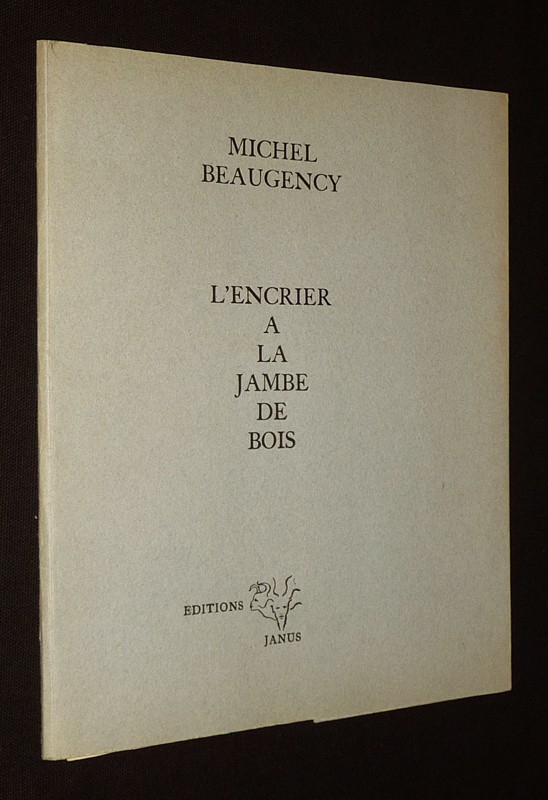 MICHEL
BEAUGENCY
L'ENCRIER
A
LA
JAMBE
DE
BOIS
EDITIONS
JANUS